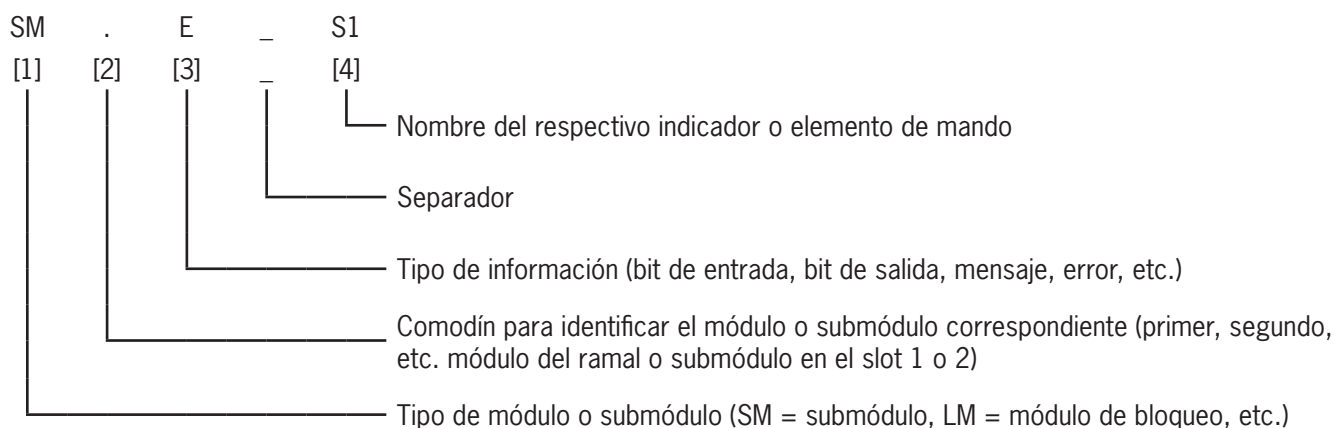 SM . E _ S1
[1] [2] [3] _ [4]
Nombre del respectivo indicador o elemento de mando
Separador
Tipo de información (bit de entrada, bit de salida, mensaje, error, etc.)
Comodín para identificar el módulo o submódulo correspondiente (primer, segundo,
etc. módulo del ramal o submódulo en el slot 1 o 2)
Tipo de módulo o submódulo (SM = submódulo, LM = módulo de bloqueo, etc.)